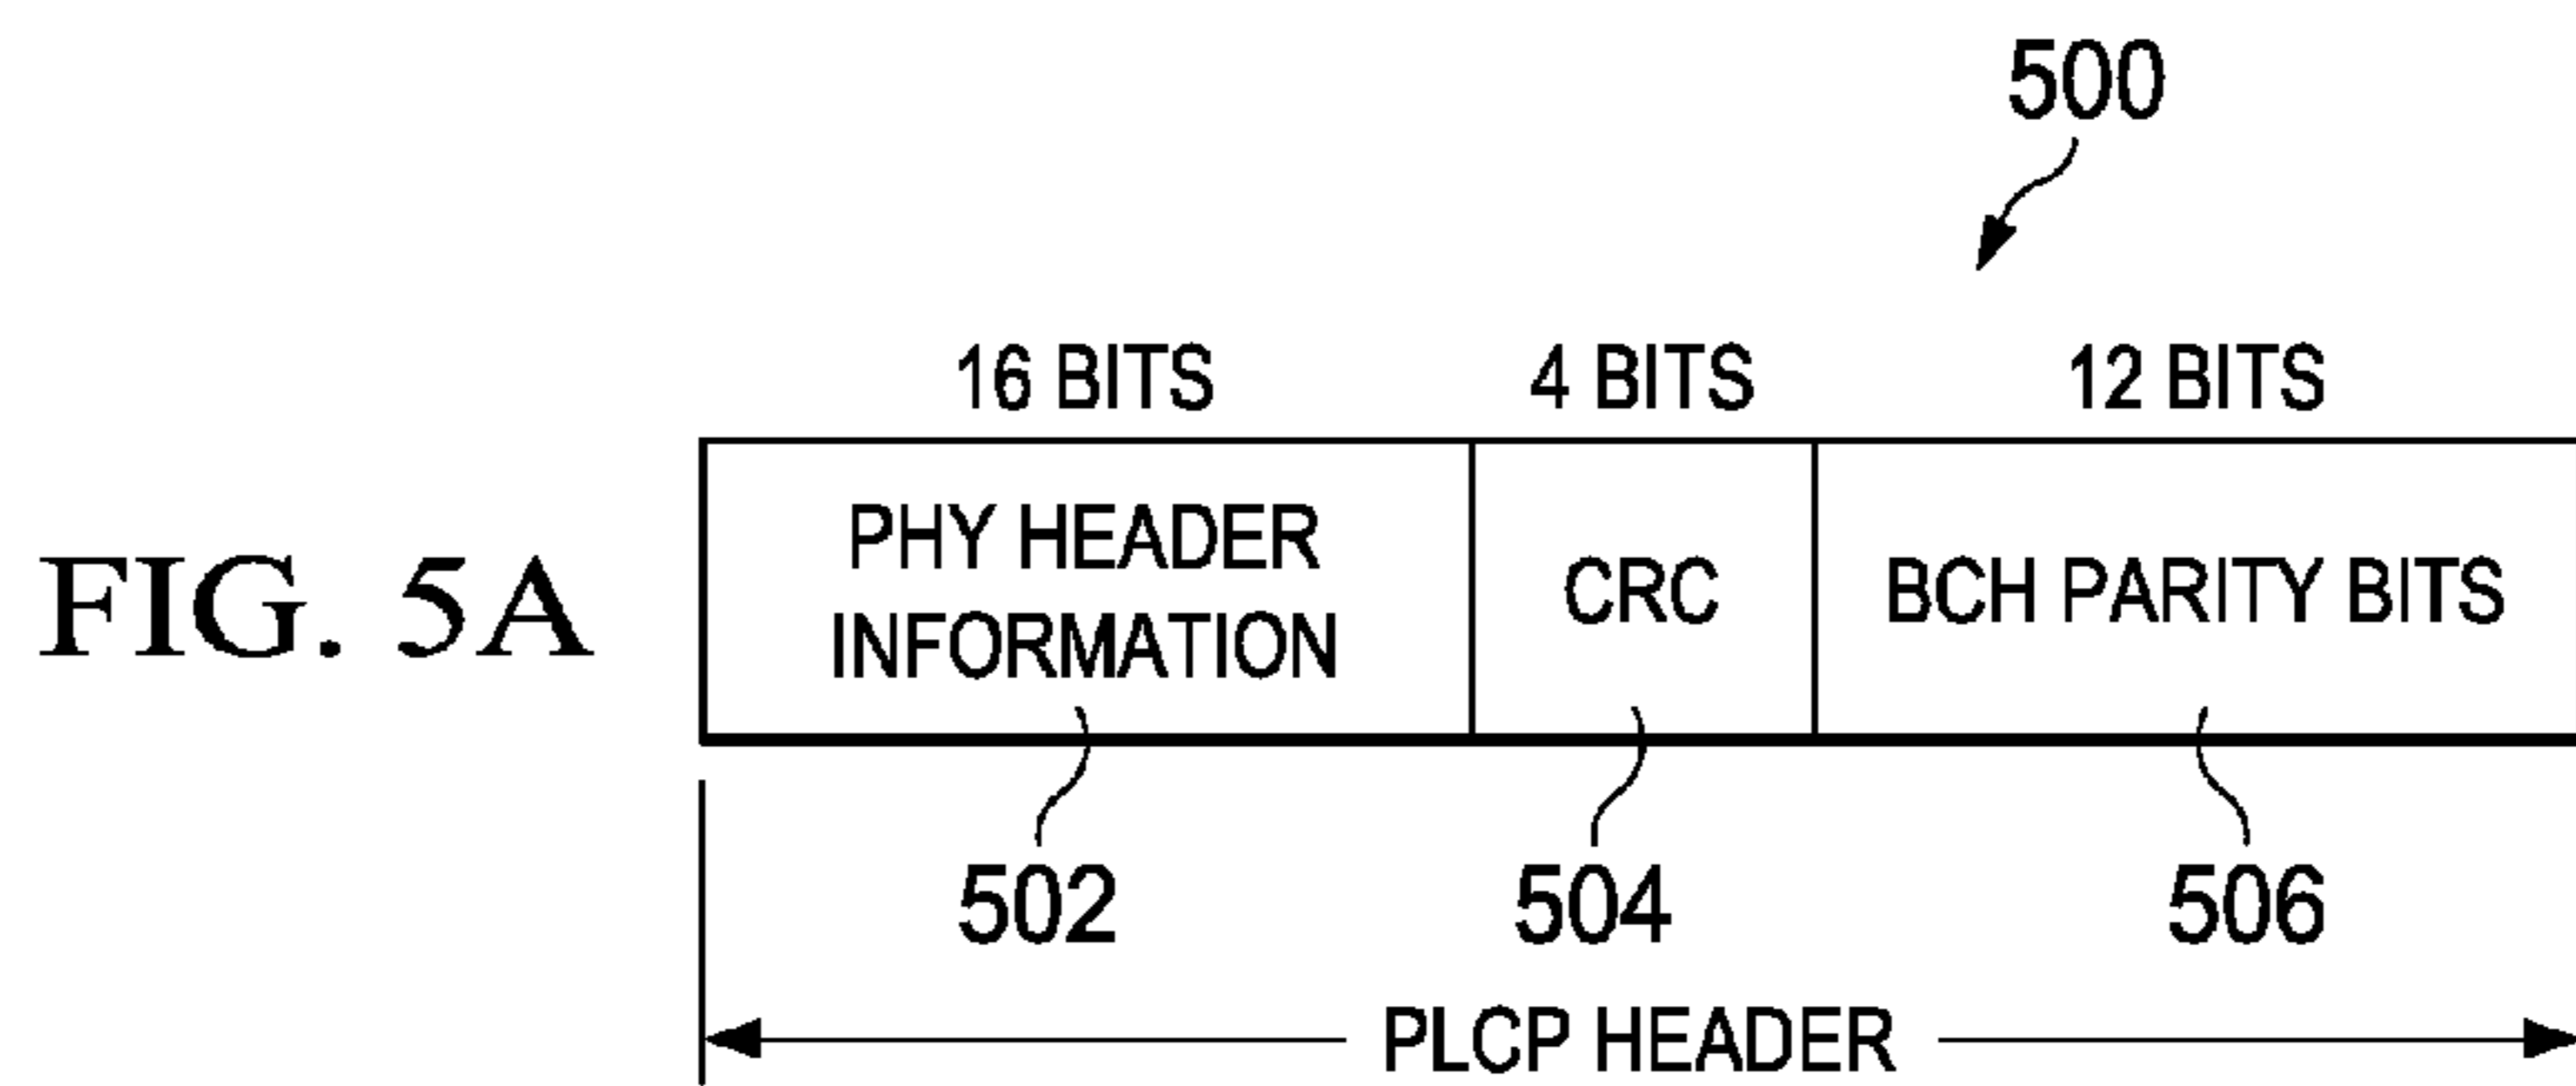 500
16 BITS
4 BITS
12 BITS
FIG. 5A
PHY HEADER
INFORMATION
CRC
BCH PARITY BITS
502
504
506
PLCP HEADER